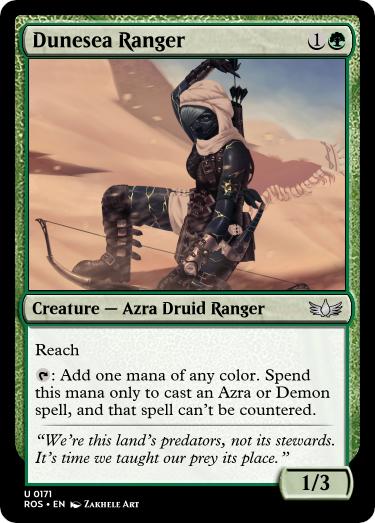 Dunesea Ranger 1
Creature — Azra Druid Ranger
Reach
: Add one mana of any color. Spend
this mana only to cast an Azra or Demon
spell, and that spell can't be countered.
“We're this land's predators, not its stewards.
It's time we taught our prey its place.”
1/3
U 0171
ROS • EN Zakhele Art